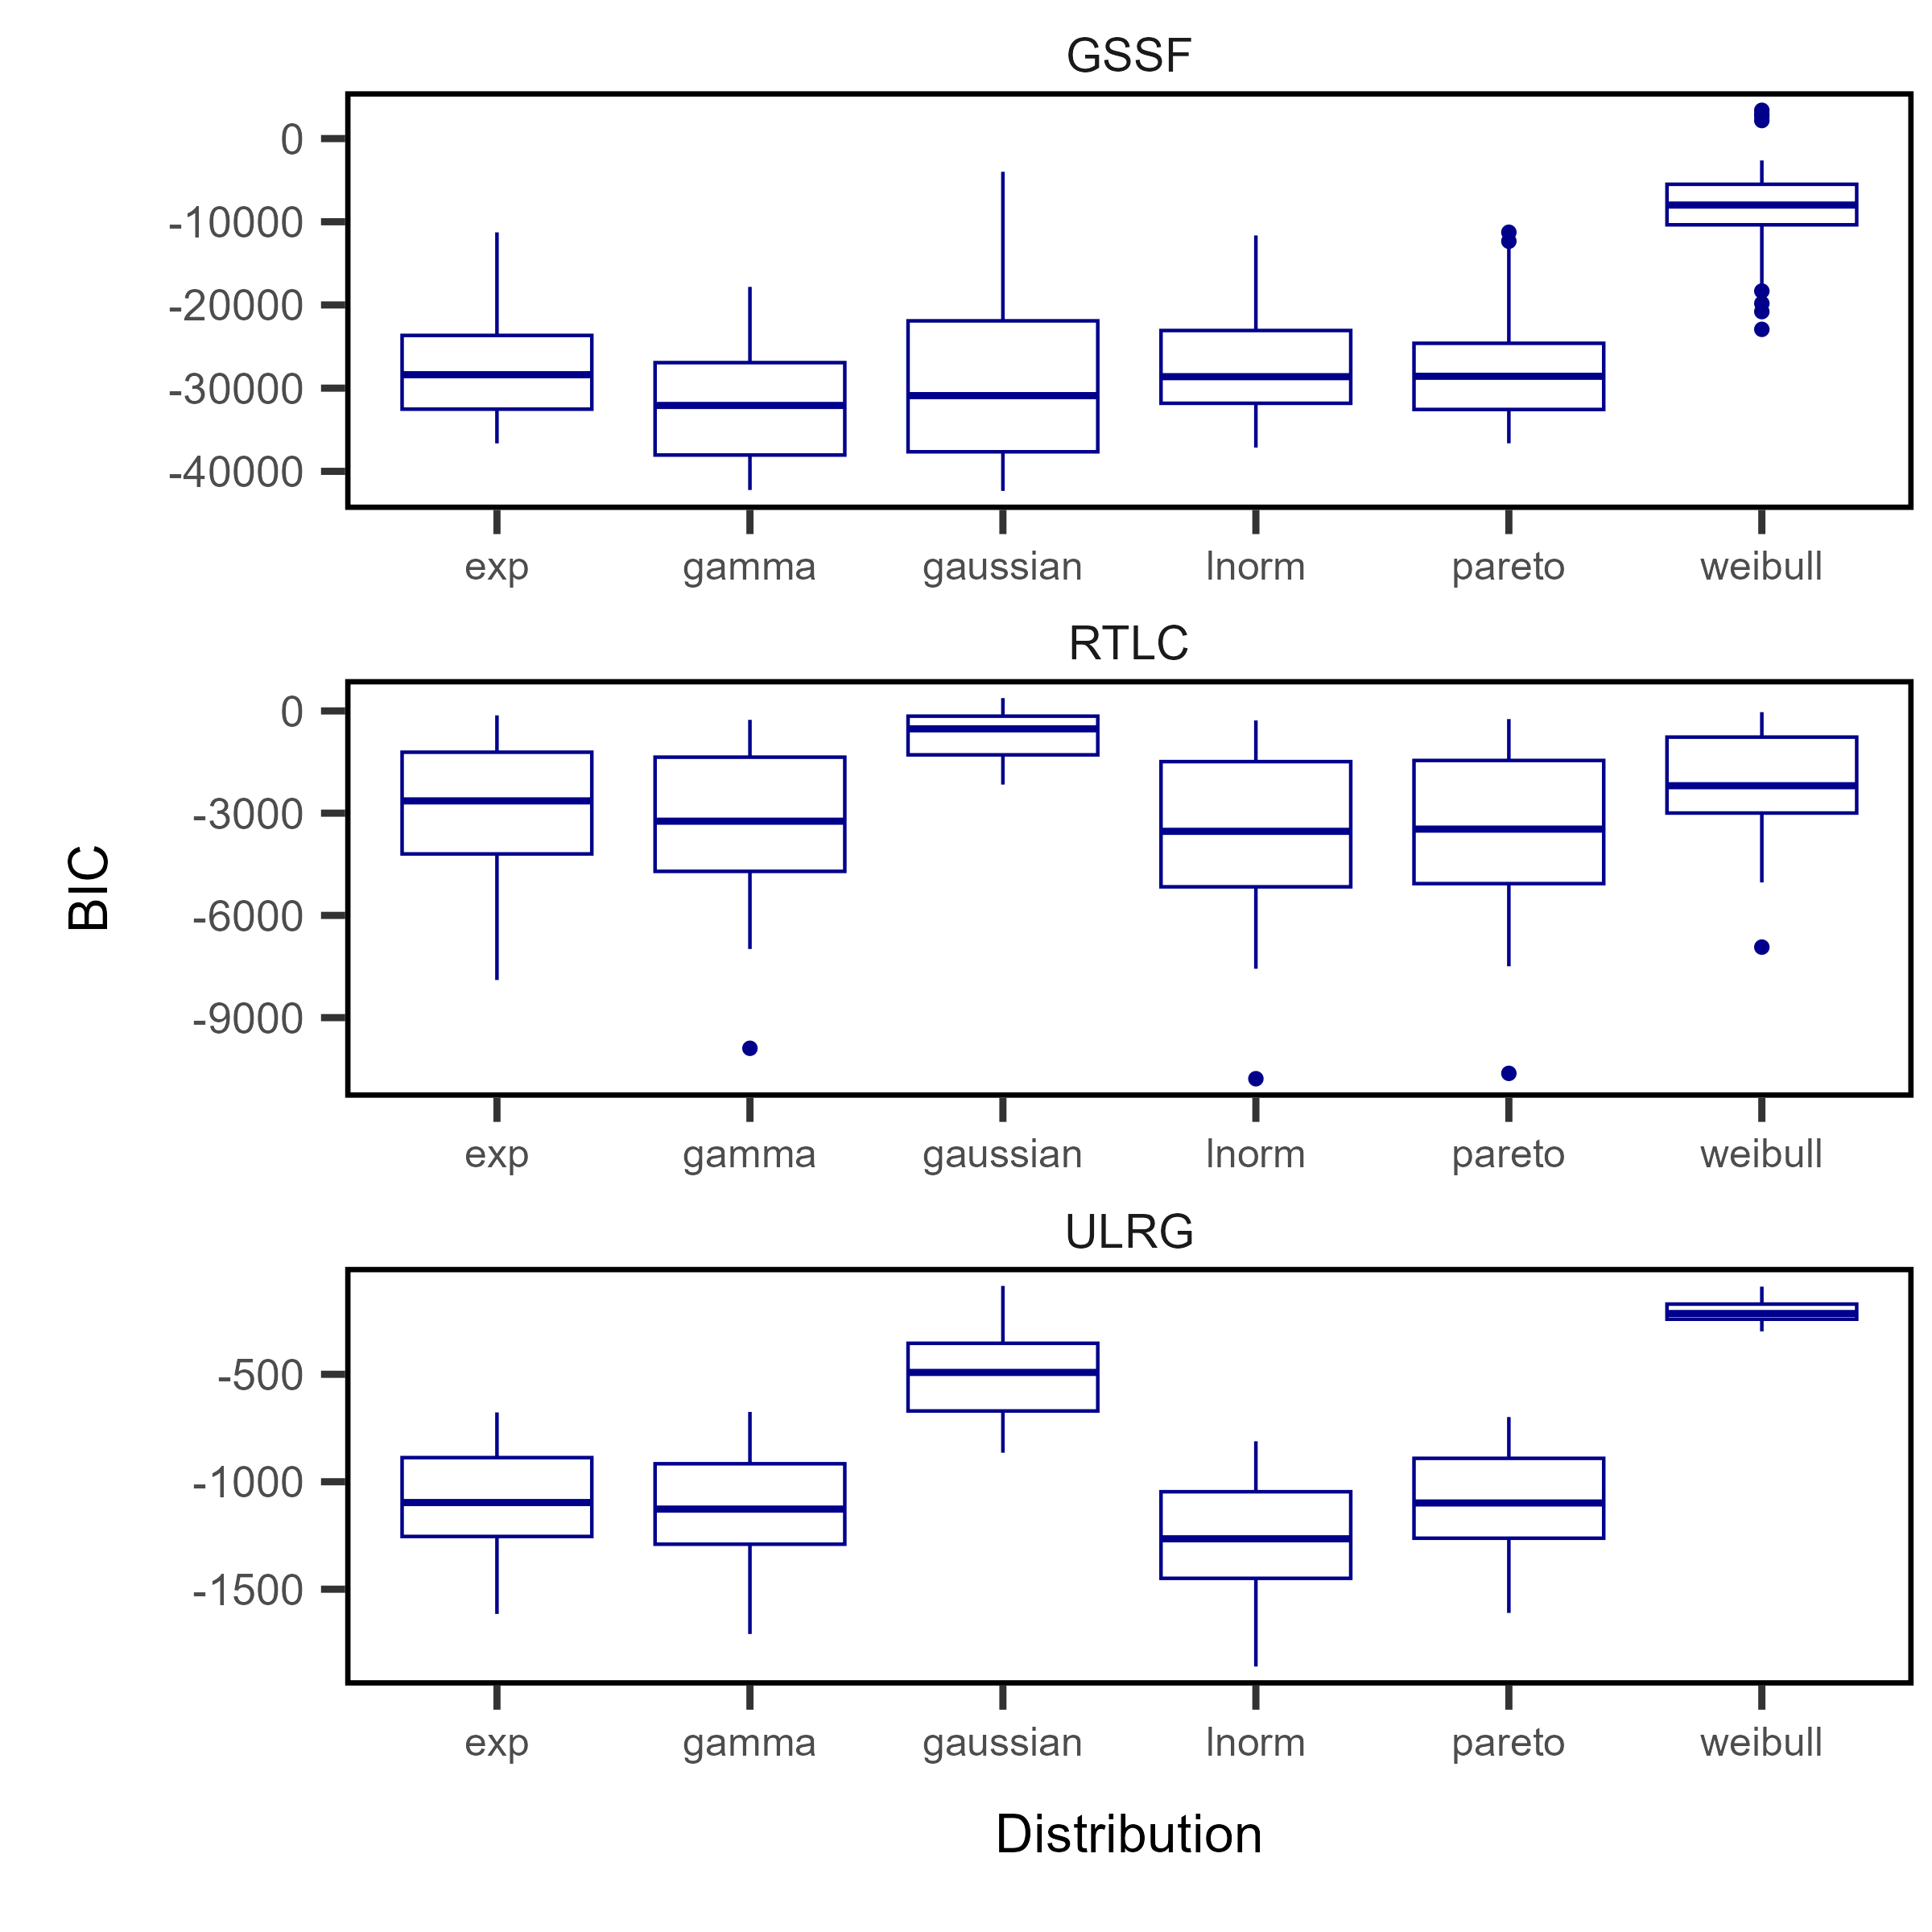 GSSF
0
-10000
-20000
-30000
-40000
exp gamma gaussian lnorm pareto weibull
RTLC
0
-3000
-6000
-9000
exp gamma gaussian lnorm pareto weibull
BIC
ULRG
-500
-1000
-1500
exp gamma gaussian lnorm pareto weibull
Distribution